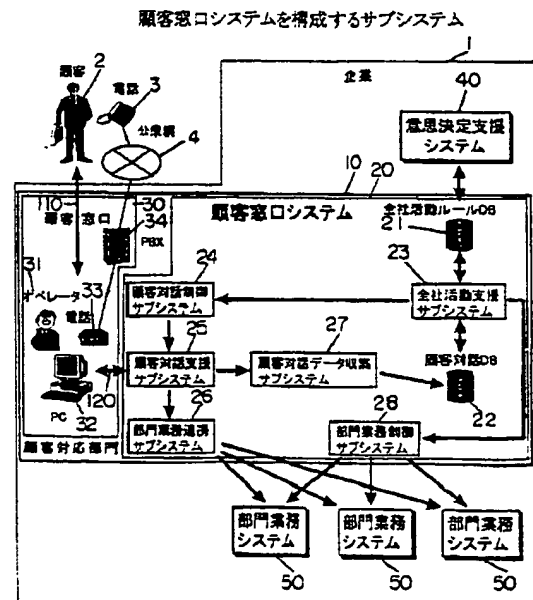 顧客窓口システムを構成するサブシステム
1
企業
顧客
2
電話
3
公衆網
4
40
意思決定支援
システム
10
20
110
30
顧客窓口
34
PBX
顧客窓口システム
全社活動ルールDB
21
31
オペレータ
33
電話
24
顧客対話制御
サブシステム
23
全社活動支援
サブシステム
25
顧客対話支援
サブシステム
27
顧客対話データ収集
サブシステム
顧客対話DB
22
120
PC
32
顧客対応部門
26
部門業務連携
サブシステム
28
部門業務制御
サブシステム
部門業務
システム
50
部門業務
システム
50
部門業務
システム
50